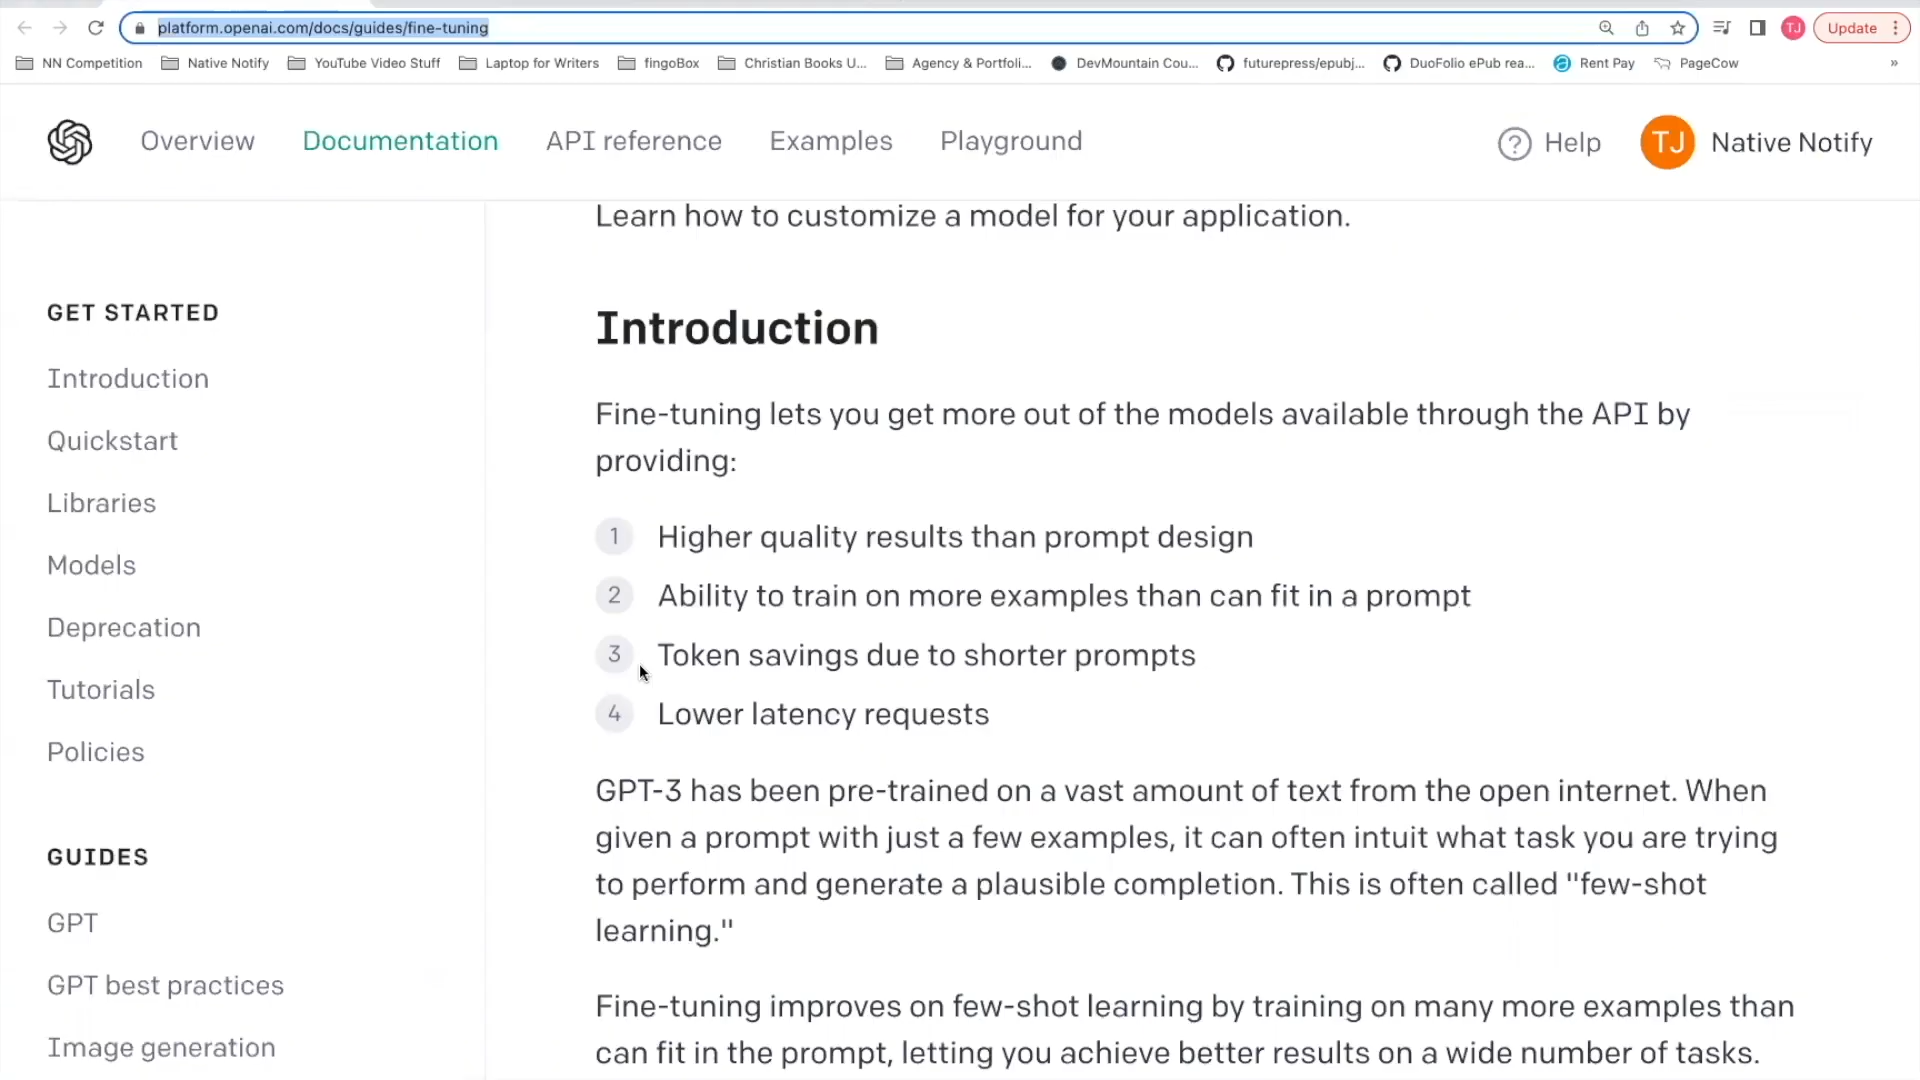 platform.openai.com/docs/guides/fine-tuning
TJ
Update
NN Competition
Native Notify
YouTube Video Stuff
Laptop for Writers
fingoBox
Christian Books U...
Agency & Portfoli...
DevMountain Cou...
futurepress/epubj...
DuoFolio ePub rea...
Rent Pay
PageCow
»
Overview
Documentation
API reference
Examples
Playground
? Help
TJ
Native Notify
GET STARTED
Introduction
Quickstart
Libraries
Models
Deprecation
Tutorials
Policies
GUIDES
GPT
GPT best practices
Image generation
Learn how to customize a model for your application.
Introduction
Fine-tuning lets you get more out of the models available through the API by
providing:
1 Higher quality results than prompt design
2 Ability to train on more examples than can fit in a prompt
3 Token savings due to shorter prompts
4 Lower latency requests
GPT-3 has been pre-trained on a vast amount of text from the open internet. When
given a prompt with just a few examples, it can often intuit what task you are trying
to perform and generate a plausible completion. This is often called "few-shot
learning."
Fine-tuning improves on few-shot learning by training on many more examples than
can fit in the prompt, letting you achieve better results on a wide number of tasks.